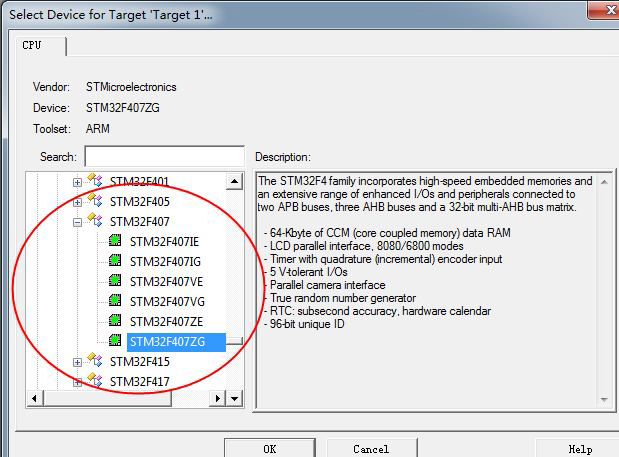 Select Device for Target 'Target 1'...
CPU
Vendor: STMicroelectronics
Device: STM32F407ZG
Toolset: ARM
Search:
Description:
STM32F401
STM32F405
STM32F407
STM32F407IE
STM32F407IG
STM32F407VE
STM32F407VG
STM32F407ZE
STM32F407ZG
STM32F415
STM32F417
The STM32F4 family incorporates high-speed embedded memories and
an extensive range of enhanced I/Os and peripherals connected to
two APB buses, three AHB buses and a 32-bit multi-AHB bus matrix.
- 64-Kbyte of CCM (core coupled memory) data RAM
- LCD parallel interface, 8080/6800 modes
- Timer with quadrature (incremental) encoder input
- 5 V-tolerant I/Os
- Parallel camera interface
- True random number generator
- RTC: subsecond accuracy, hardware calendar
- 96-bit unique ID
OK
Cancel
Help